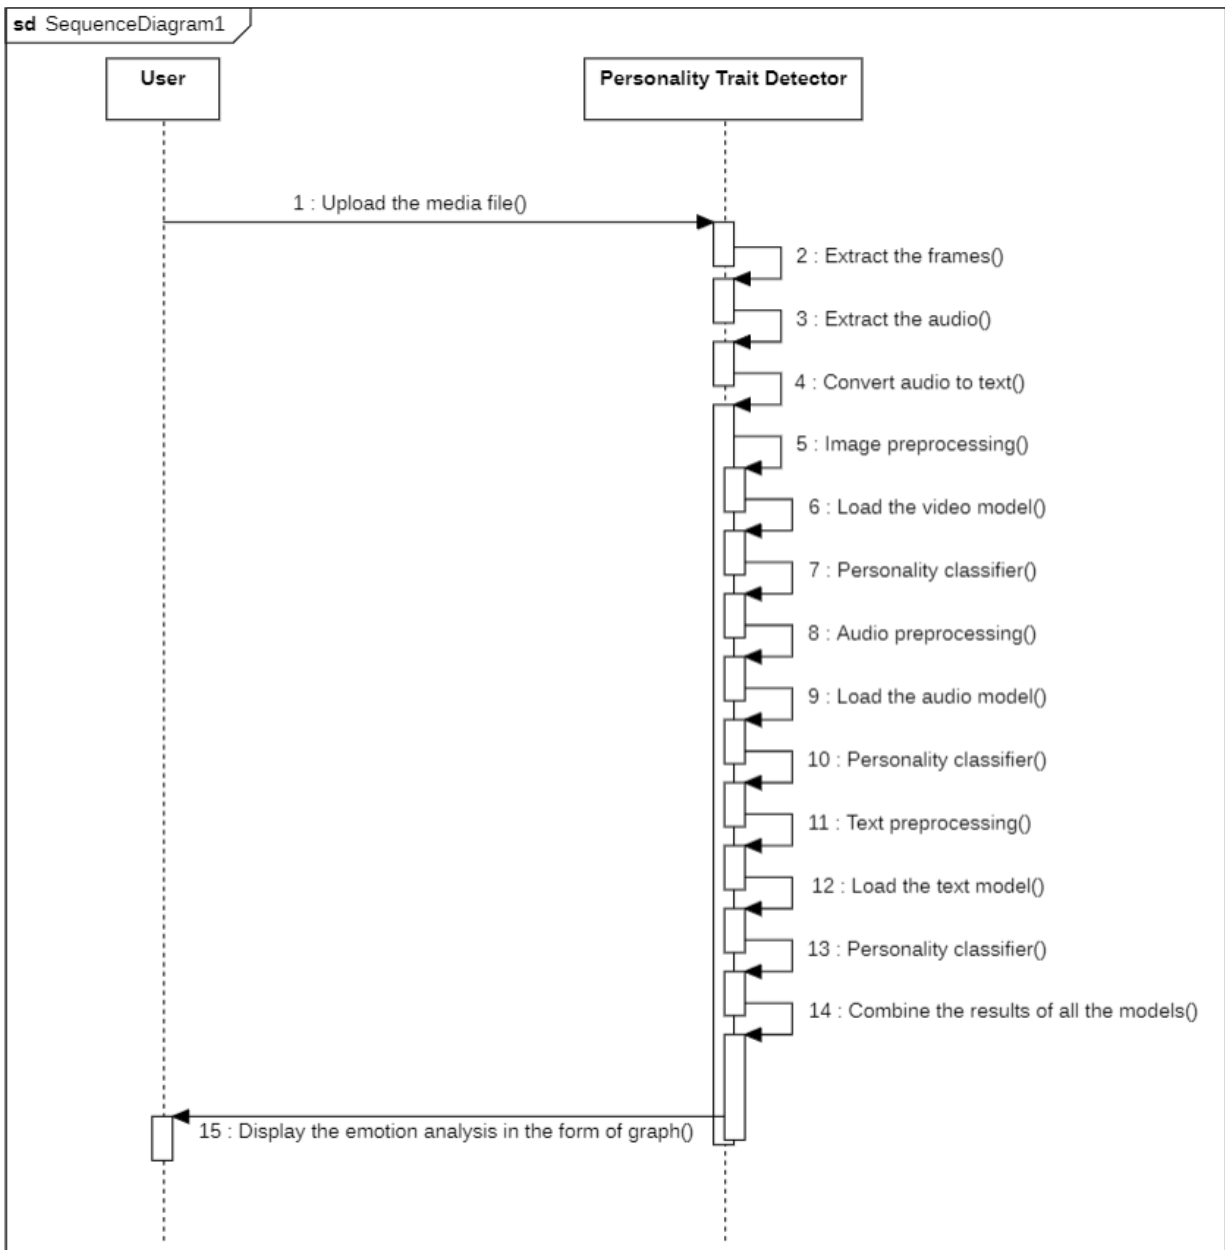 sd SequenceDiagram1
User
Personality Trait Detector
1 : Upload the media file()
2 : Extract the frames()
3 : Extract the audio()
4 : Convert audio to text()
5 : Image preprocessing()
6 : Load the video model()
7 : Personality classifier()
8 : Audio preprocessing()
9 : Load the audio model()
10 : Personality classifier()
11 : Text preprocessing()
12 : Load the text model()
13 : Personality classifier()
14 : Combine the results of all the models()
15 : Display the emotion analysis in the form of graph()